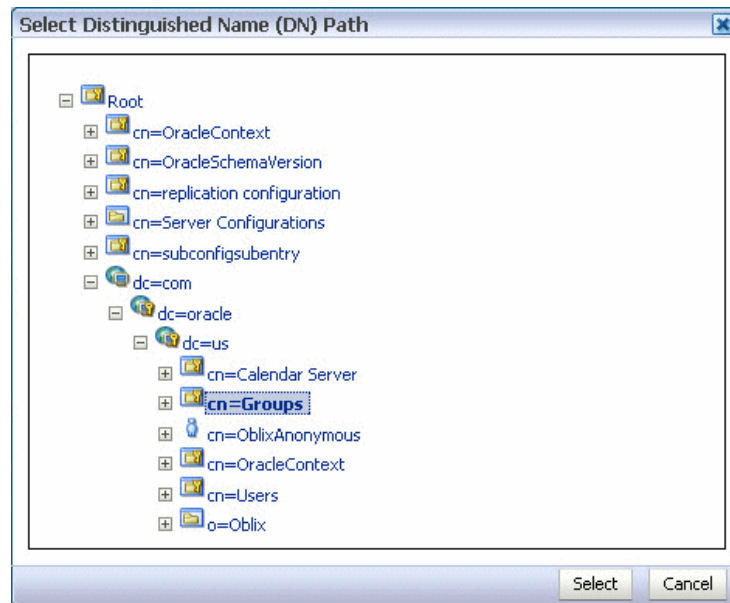 Select Distinguished Name (DN) Path
Root
cn=OracleContext
cn=OracleSchemaVersion
cn=replication configuration
cn=Server Configurations
cn=subconfigsubentry
dc=com
dc=oracle
dc=us
cn=Calendar Server
cn=Groups
cn=OblixAnonymous
cn=OracleContext
cn=Users
o=Oblix
Select Cancel